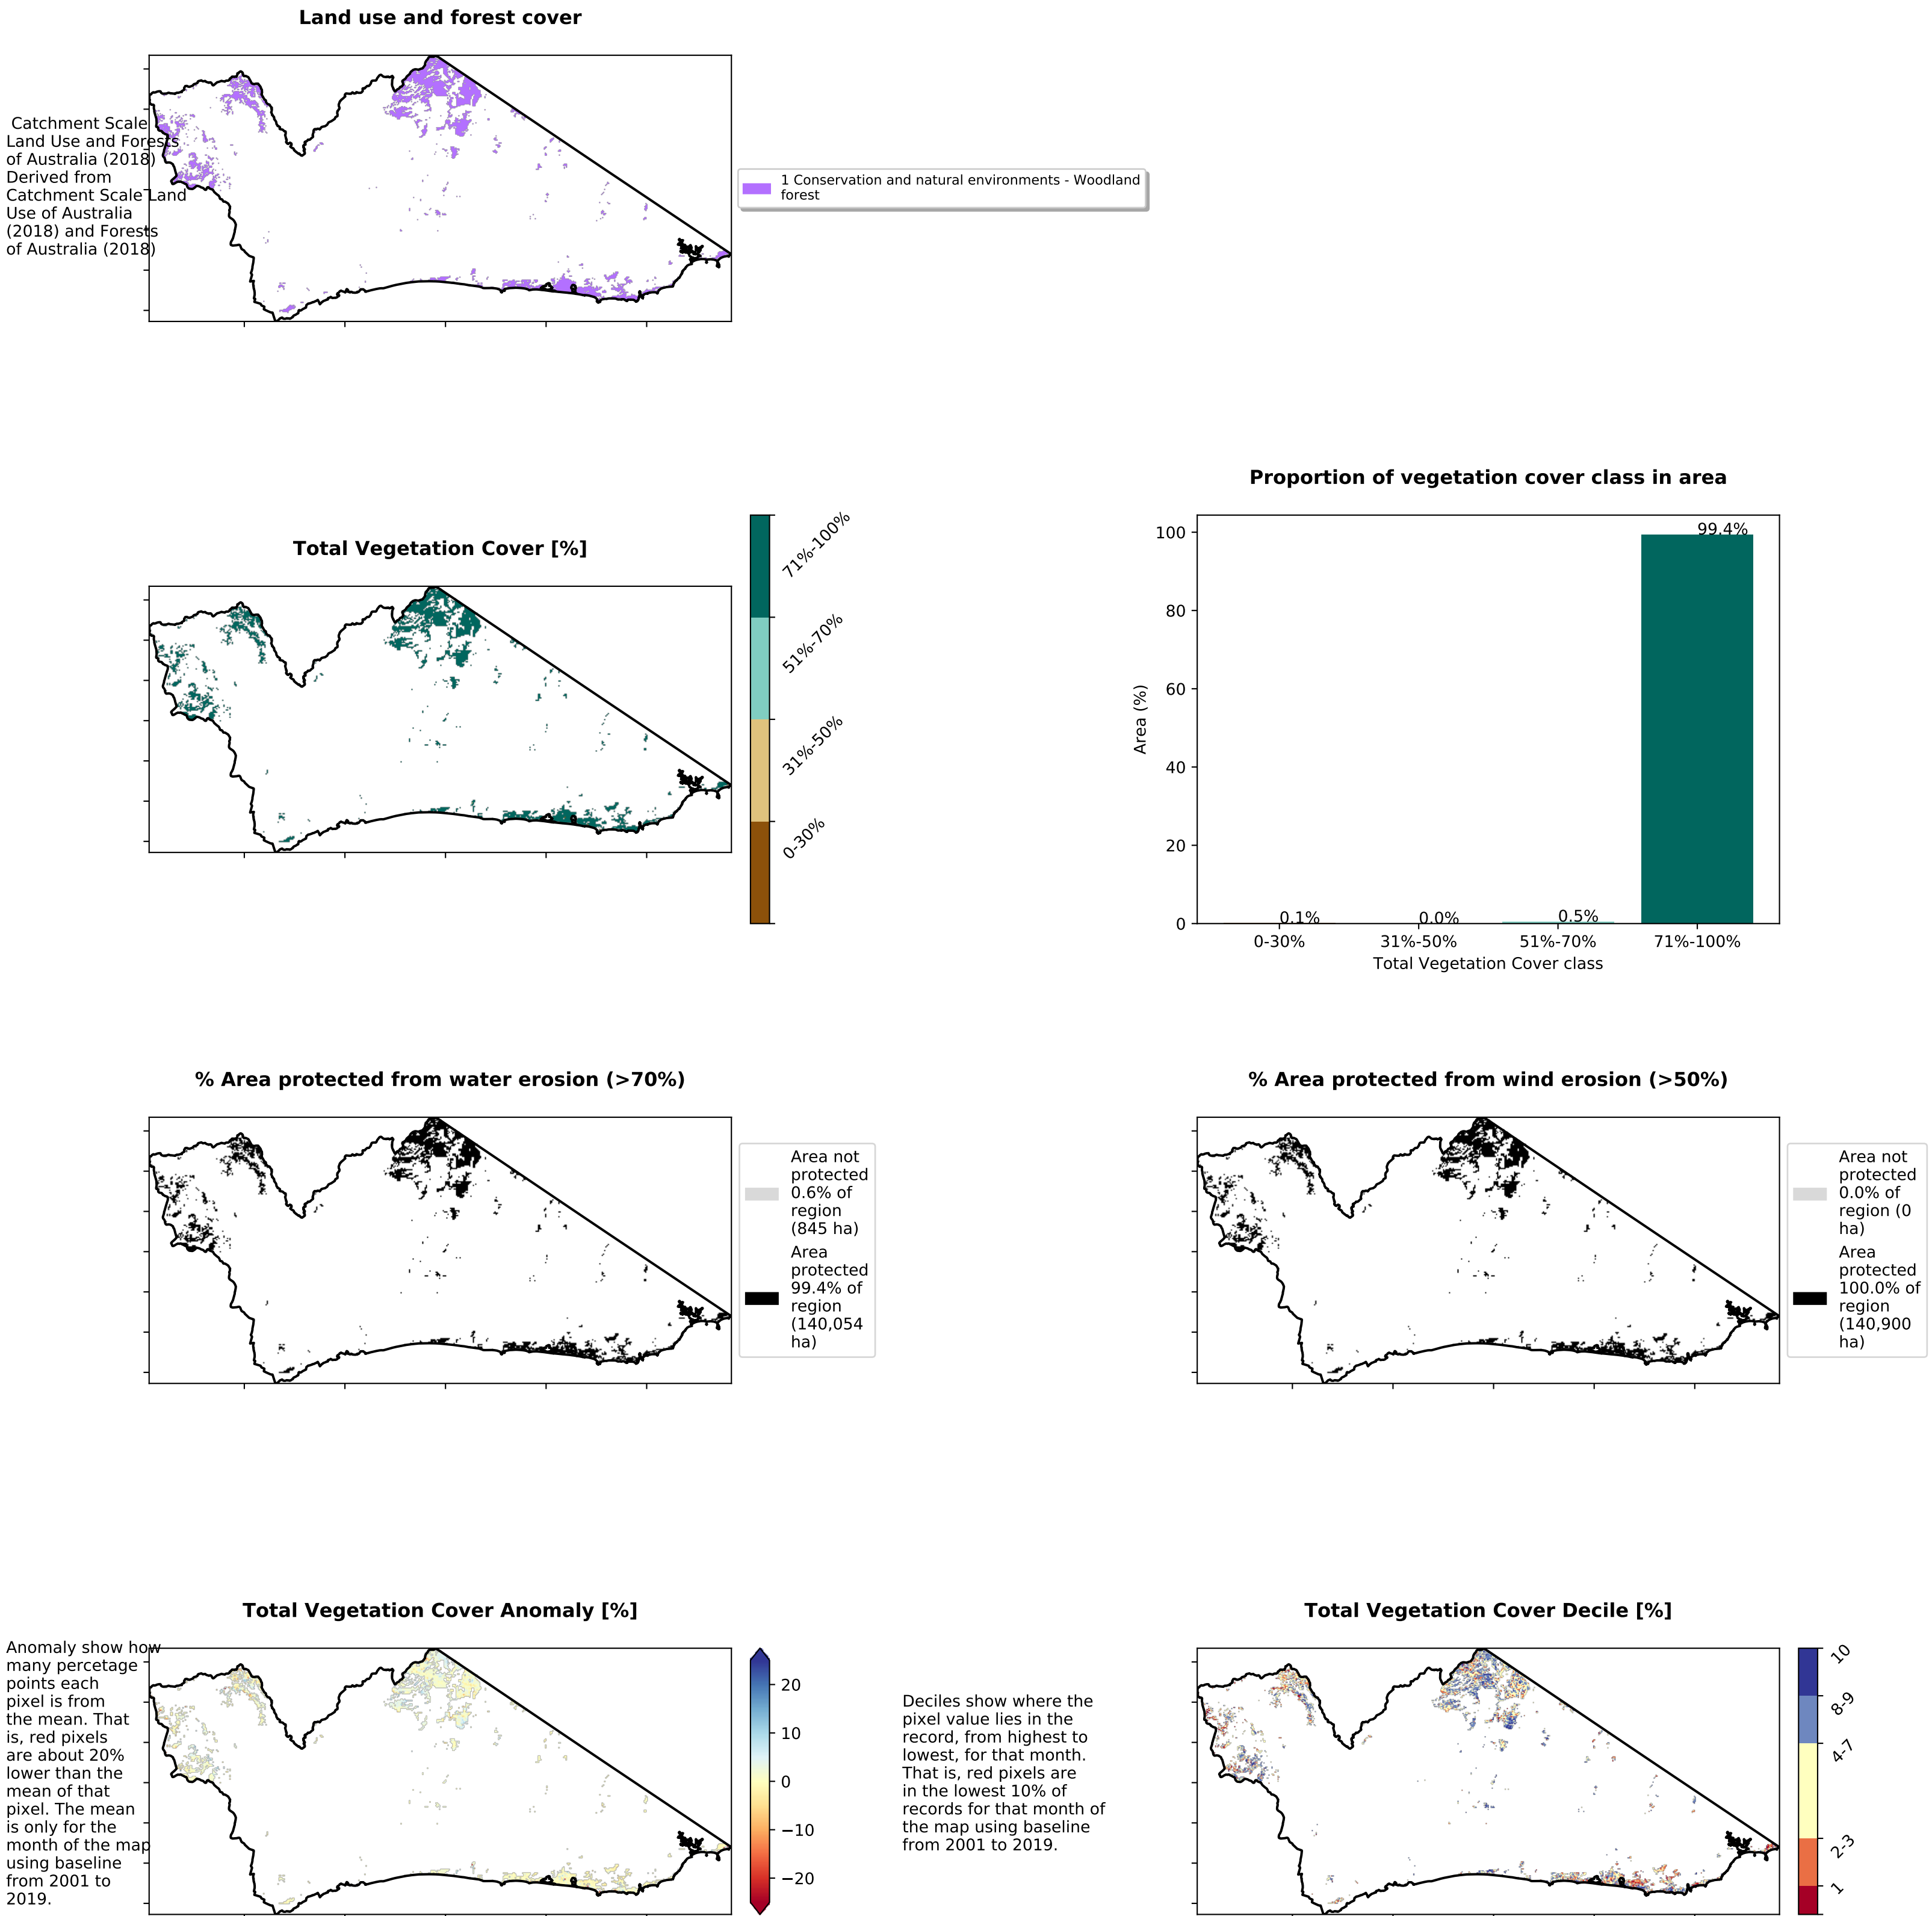 Land use and forest cover
Catchment Scale
Land Use and Forests
of Australia (2018)
Derived from
Catchment Scale Land
Use of Australia
(2018) and Forests
of Australia (2018)
1 Conservation and natural environments - Woodland
forest
Total Vegetation Cover [%]
71%-100%
51%-70%
31%-50%
0-30%
Proportion of vegetation cover class in area
Area (%)
100
80
60
40
20
0
0.1%
0.0%
0.5%
99.4%
0-30%
31%-50%
51%-70%
71%-100%
Total Vegetation Cover class
% Area protected from water erosion (>70%)
Area not
protected
0.6% of
region
(845 ha)
Area
protected
99.4% of
region
(140,054
ha)
% Area protected from wind erosion (>50%)
Area not
protected
0.0% of
region (0
ha)
Area
protected
100.0% of
region
(140,900
ha)
Total Vegetation Cover Anomaly [%]
Anomaly show how
many percetage
points each
pixel is from
the mean. That
is, red pixels
are about 20%
lower than the
mean of that
pixel. The mean
is only for the
month of the map
using baseline
from 2001 to
2019.
20
10
0
−10
−20
Total Vegetation Cover Decile [%]
Deciles show where the
pixel value lies in the
record, from highest to
lowest, for that month.
That is, red pixels are
in the lowest 10% of
records for that month of
the map using baseline
from 2001 to 2019.
10
8-9
4-7
2-3
1